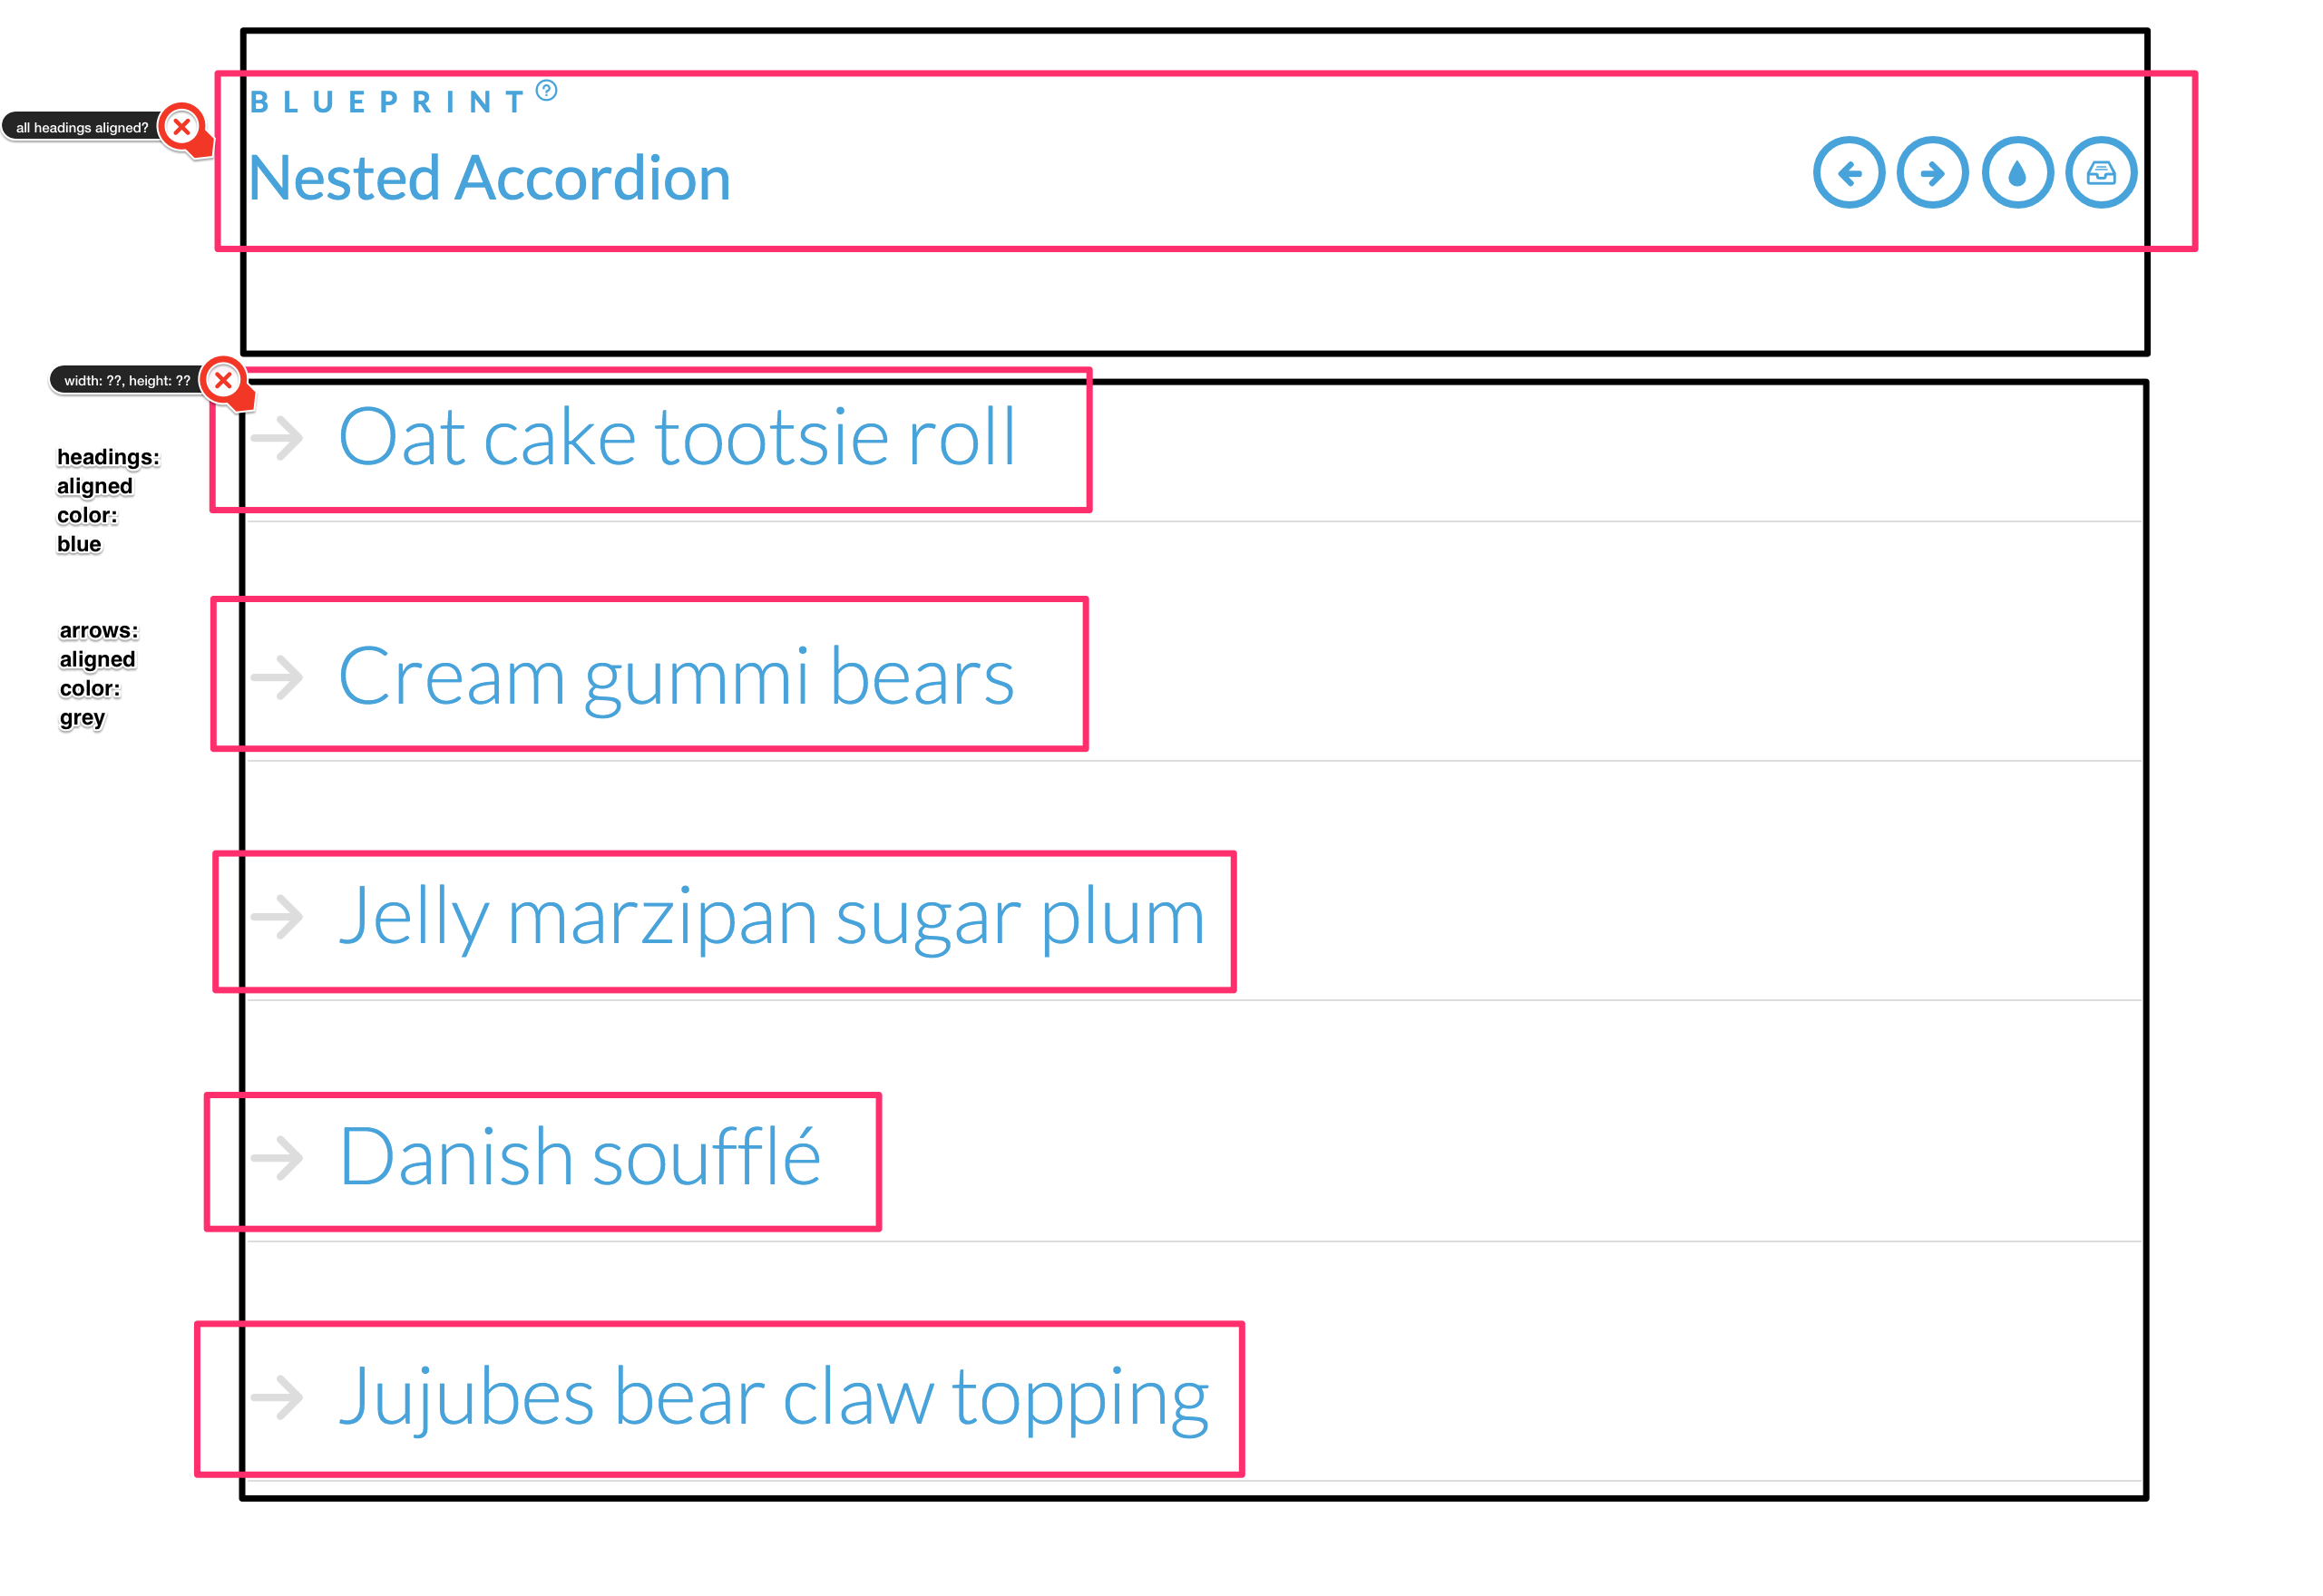 BLUEPRINT ?
all headings aligned?
Nested Accordion
width: ??, height: ??
Oat cake tootsie roll
headings:
aligned
color:
blue
arrows:
aligned
color:
grey
Cream gummi bears
Jelly marzipan sugar plum
Danish soufflé
Jujubes bear claw topping